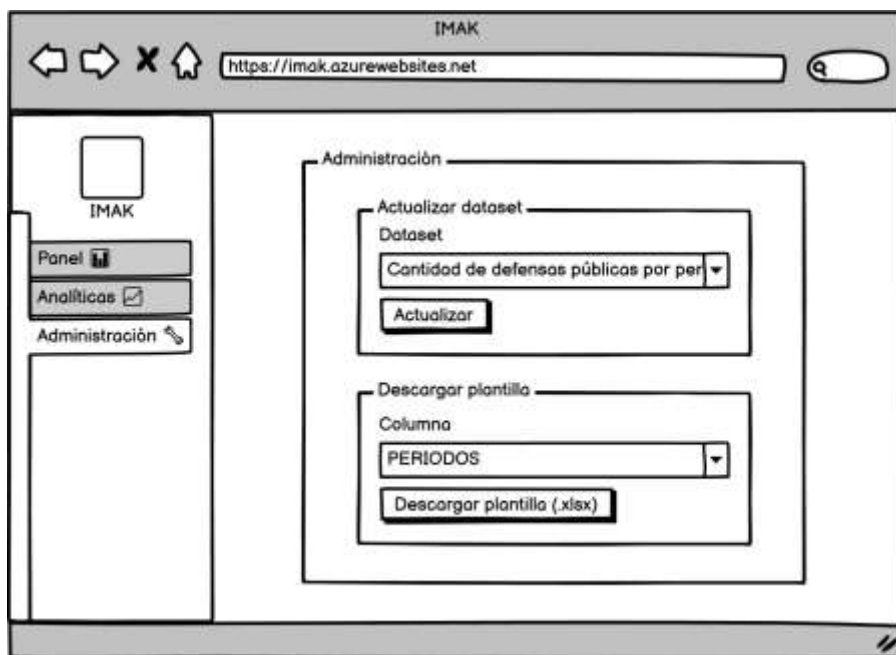 IMAK
https://imak.azurewebsites.net
IMAK
Panel
Analíticas
Administración
Administración
Actualizar dataset
Dataset
Cantidad de defensas públicas por per
Actualizar
Descargar plantilla
Columna
PERIODOS
Descargar plantilla (.xlsx)